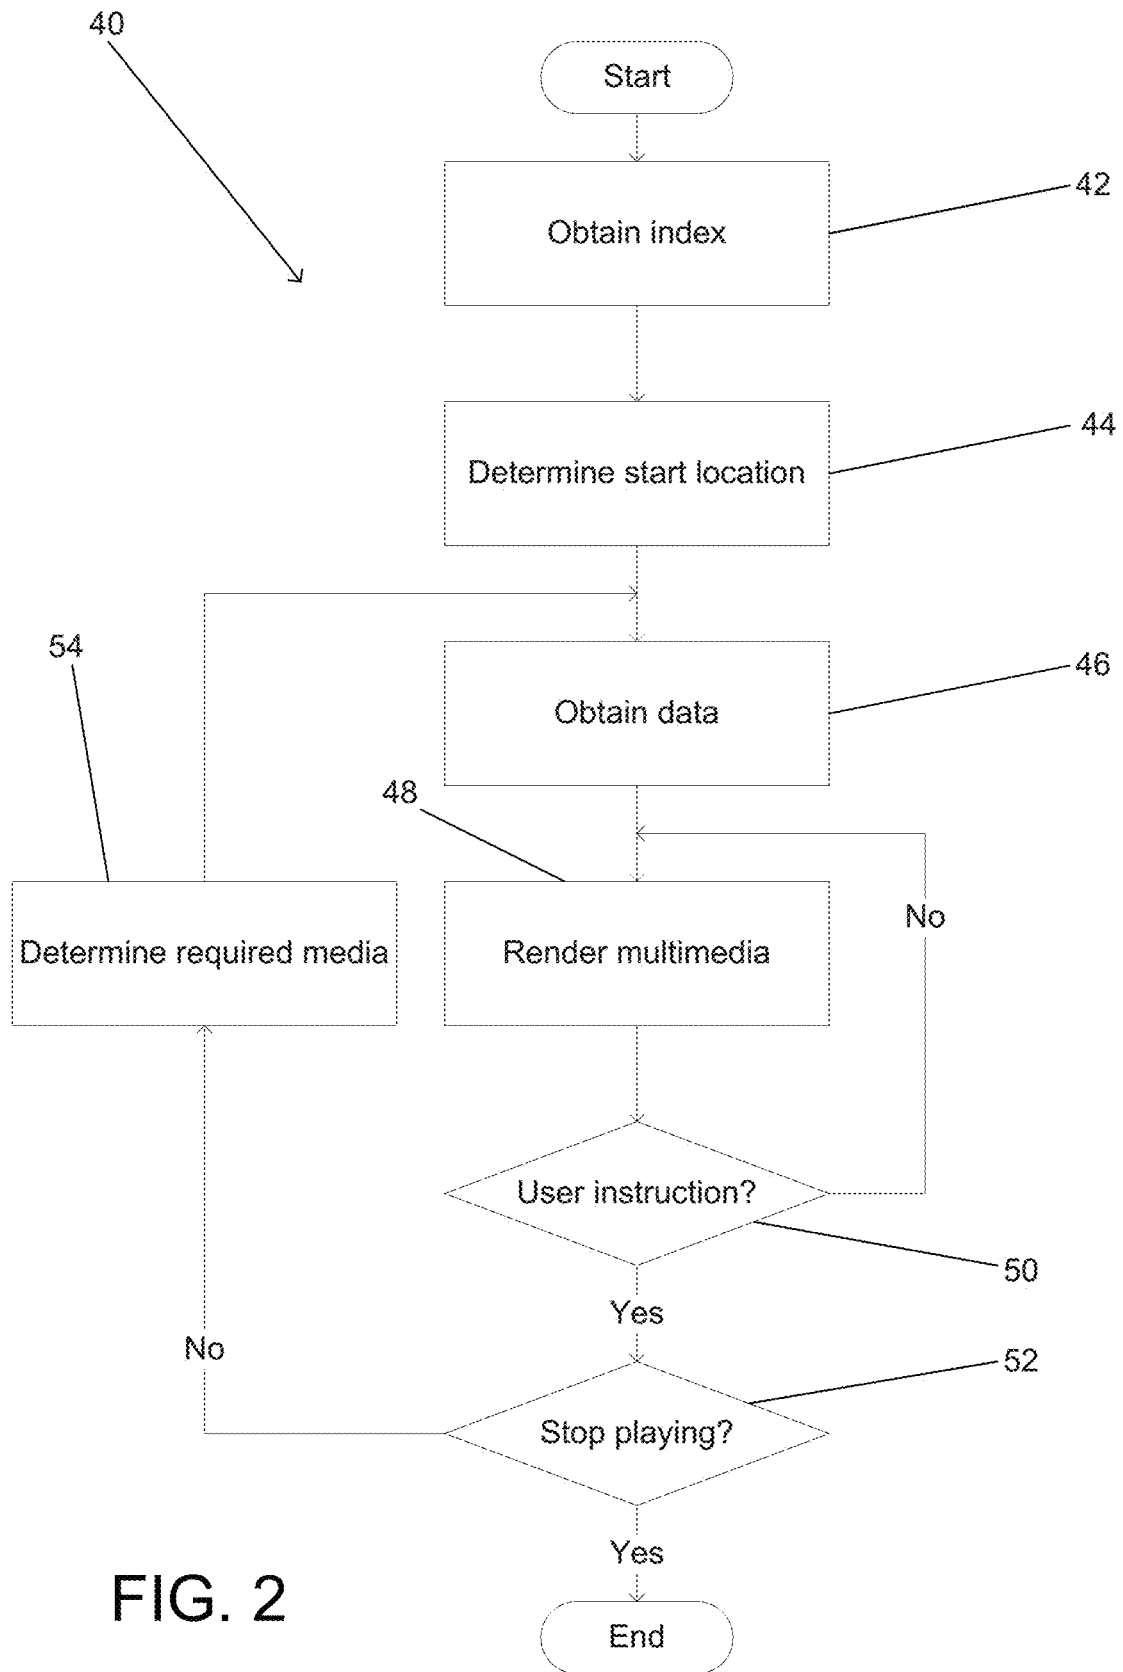 40
Start
42
Obtain index
44
Determine start location
54
46
Obtain data
48
No
Determine required media
Render multimedia
User instruction?
50
Yes
No
52
Stop playing?
Yes
FIG. 2
End